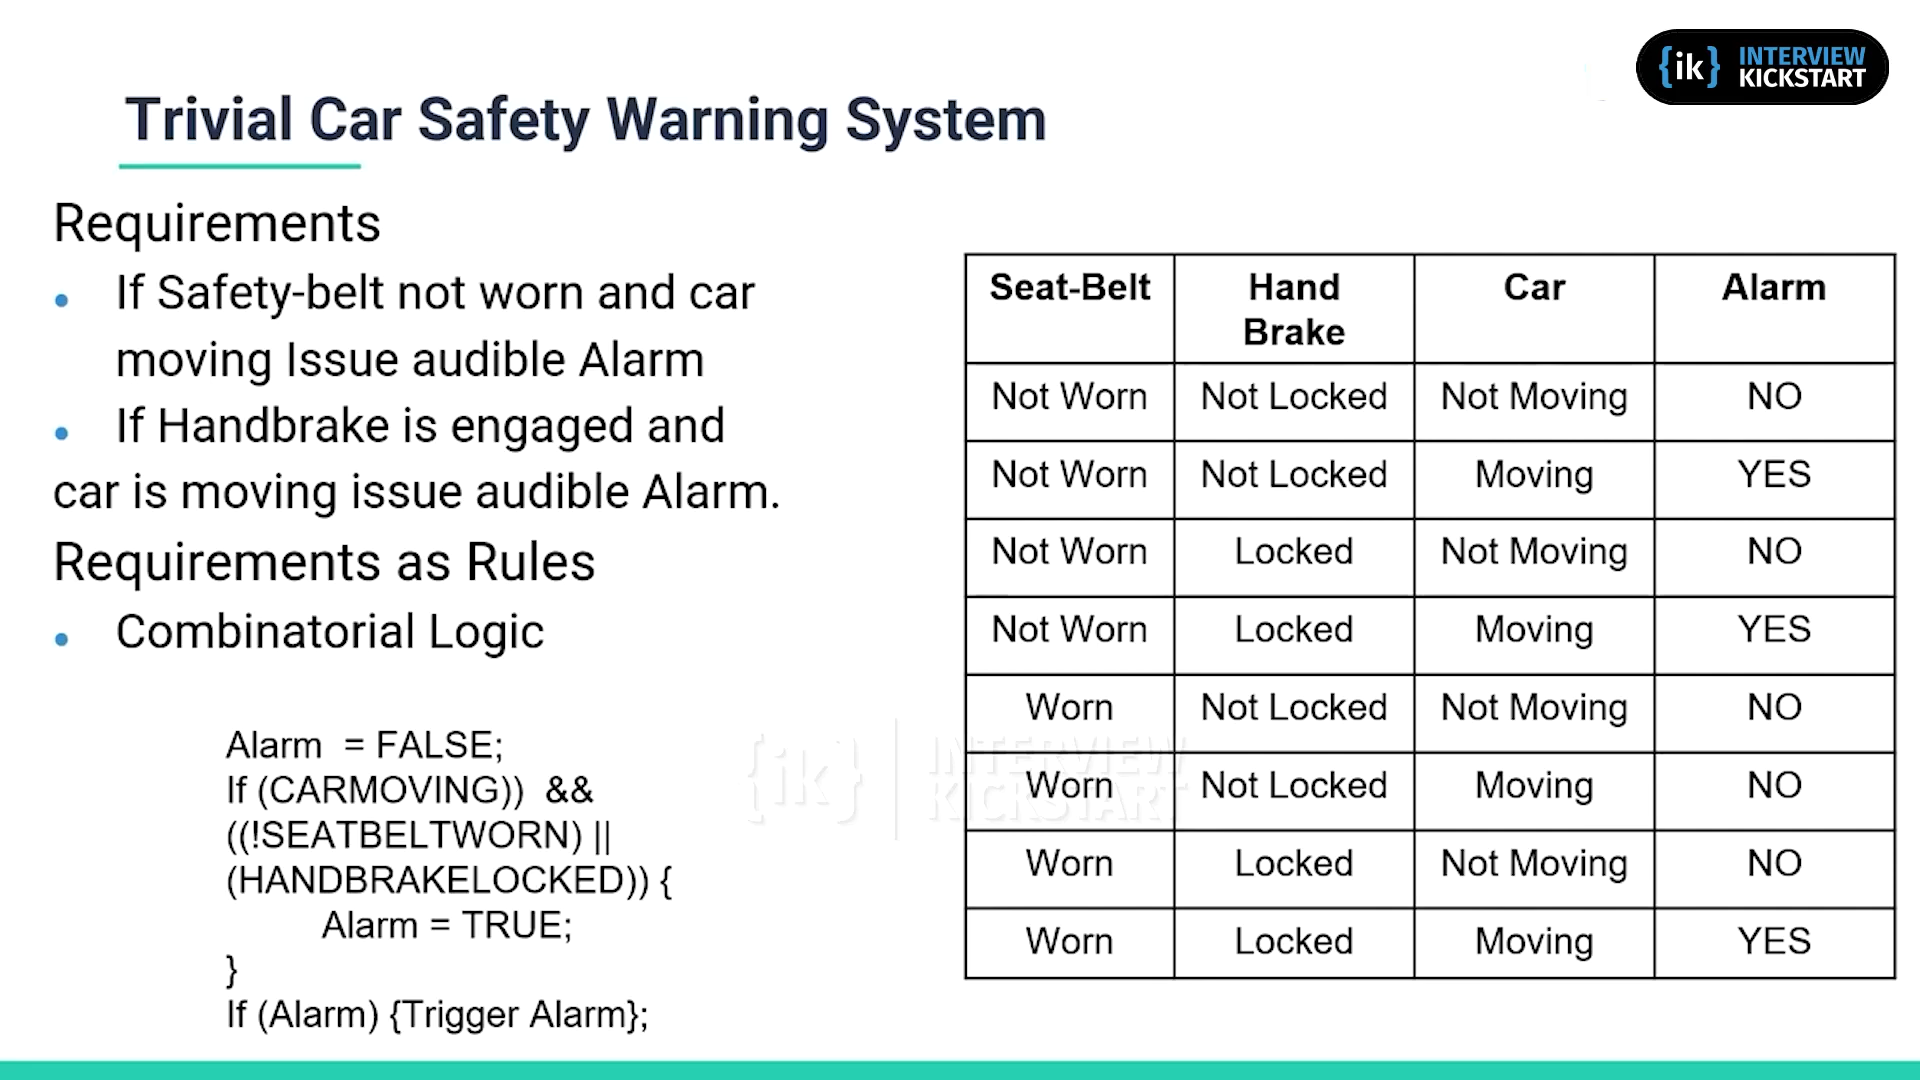 {ik} INTERVIEW
KICKSTART
Trivial Car Safety Warning System
Requirements
• If Safety-belt not worn and car
moving Issue audible Alarm
• If Handbrake is engaged and
car is moving issue audible Alarm.
Requirements as Rules
• Combinatorial Logic
Alarm = FALSE;
If (CARMOVING)) &&
((!SEATBELTWORN) ||
(HANDBRAKELOCKED)) {
Alarm = TRUE;
}
If (Alarm) {Trigger Alarm};
Seat-Belt Hand Brake Car Alarm
Not Worn Not Locked Not Moving NO
Not Worn Not Locked Moving YES
Not Worn Locked Not Moving NO
Not Worn Locked Moving YES
Worn Not Locked Not Moving NO
Worn Not Locked Moving NO
Worn Locked Not Moving NO
Worn Locked Moving YES
{ik} INTERVIEW
KICKSTART